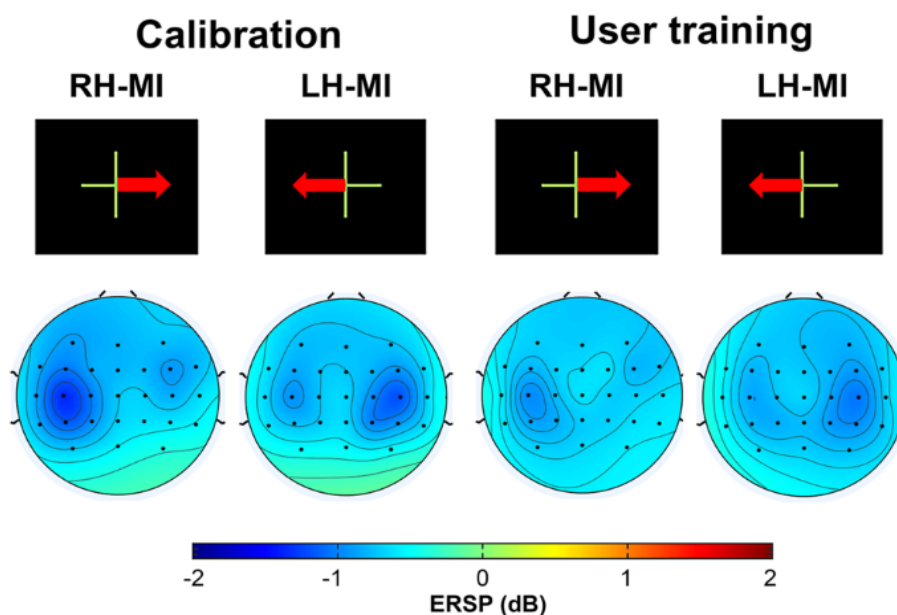 Calibration User training
RH-MI LH-MI RH-MI LH-MI
-2 -1 0 1 2
ERSP (dB)